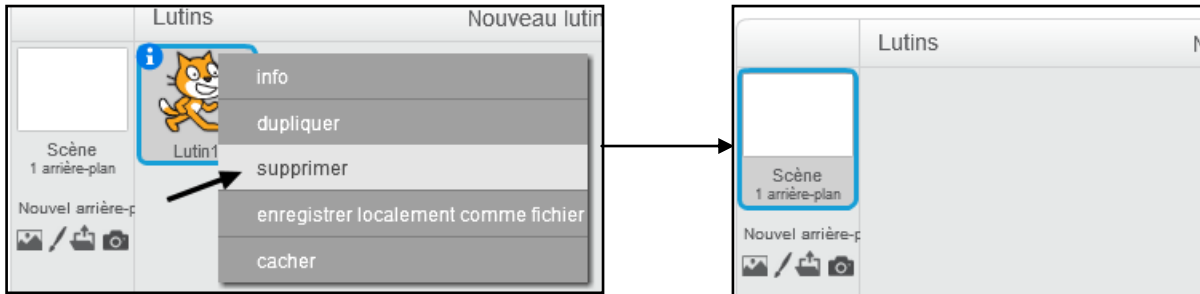 Lutins
Nouveau lutin
info
dupliquer
supprimer
enregistrer localement comme fichier
cacher
Lutin1
Scène
1 arrière-plan
Nouvel arrière-p
Lutins
N
Scène
1 arrière-plan
Nouvel arrière-p